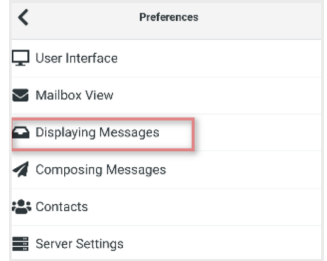 Preferences
User Interface
Mailbox View
Displaying Messages
Composing Messages
Contacts
Server Settings